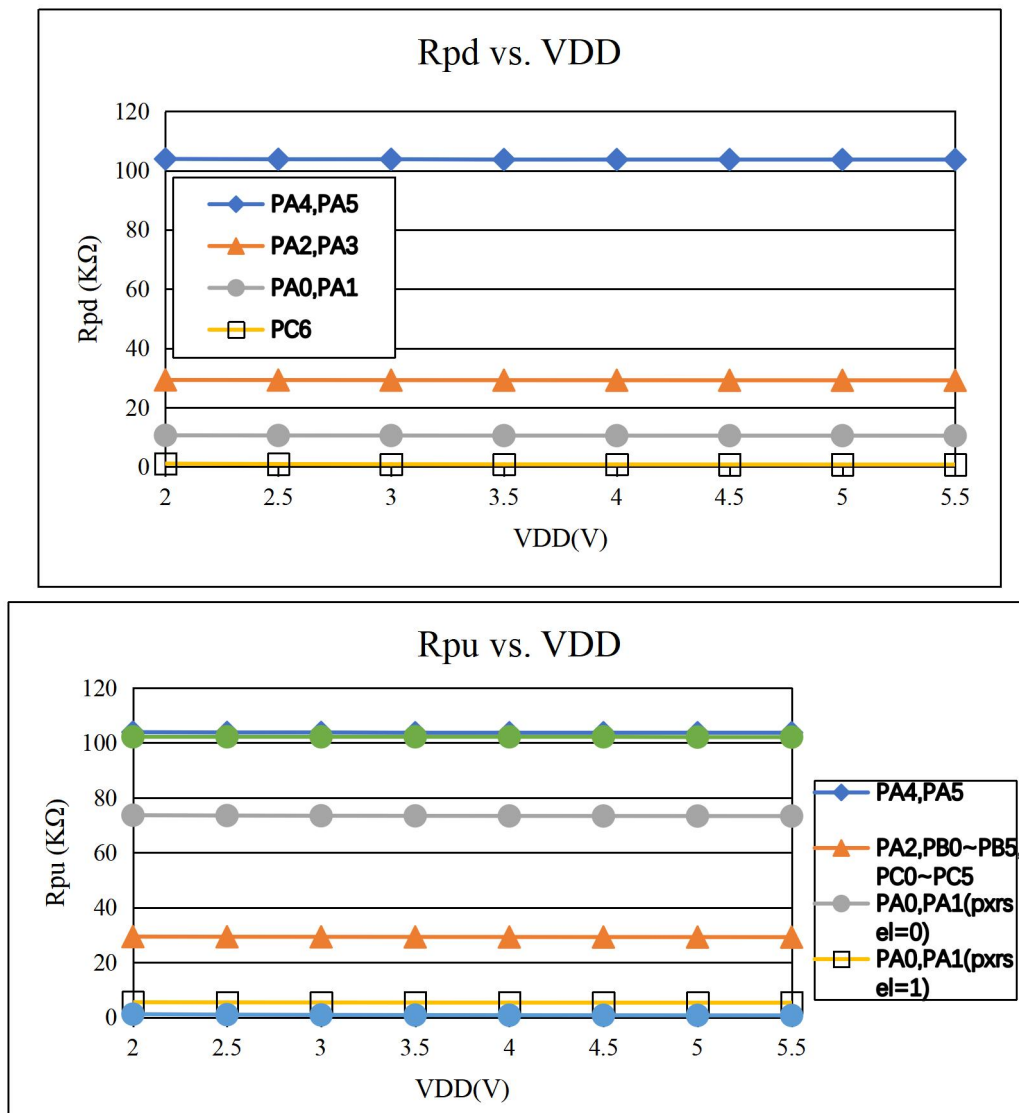 Rpd vs. VDD
120
100
80
60
40
20
0
Rpd (KΩ)
PA4,PA5
PA2,PA3
PA0,PA1
PC6
2 2.5 3 3.5 4 4.5 5 5.5
VDD(V)
Rpu vs. VDD
120
100
80
60
40
20
0
Rpu (KΩ)
2 2.5 3 3.5 4 4.5 5 5.5
VDD(V)
PA4,PA5
PA2,PB0~PB5,
PC0~PC5
PA0,PA1(pxrs
el=0)
PA0,PA1(pxrs
el=1)